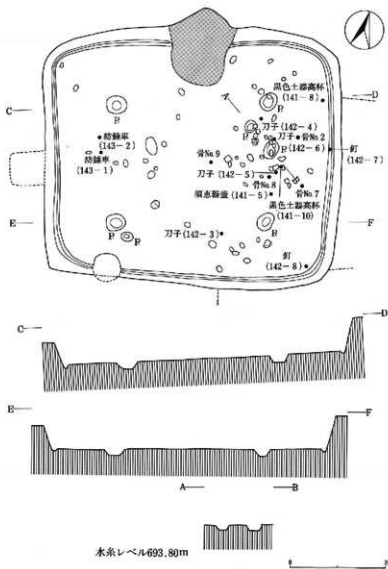 黒色土器高杯
(141-8)
D
C
P.
P.
刀子(142-4)
紡錘車
(143-2)
P.
刀子 骨No.2
(142-6)
釘
(142-7)
骨No.9
刀子
(142-5)
紡錘車
(143-1)
骨No.8
骨No.7
須恵器壺
(141-5)
黒色土器高杯
(141-10)
E
F
P.
P.
P.
刀子(142-3)
釘
(142-8)
C
D
E
F
A
B
水糸レベル693.80m